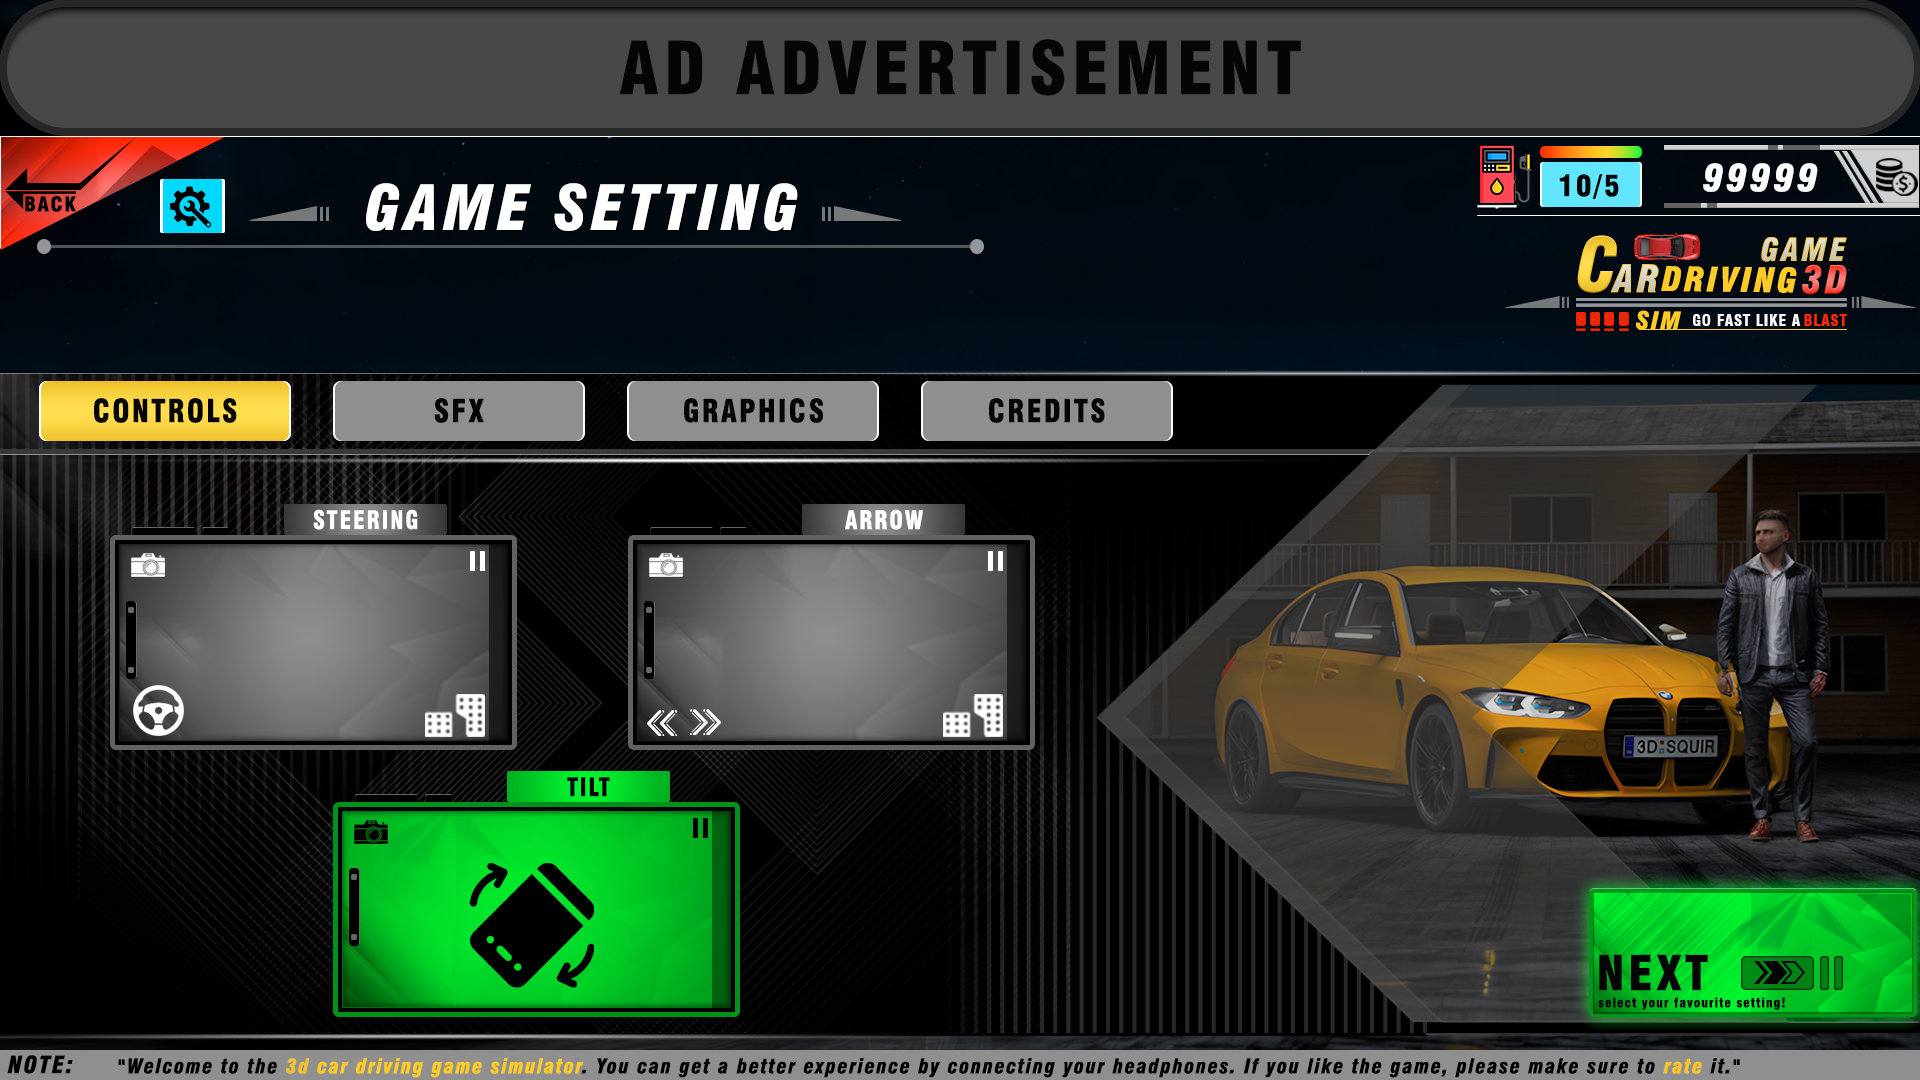 AD ADVERTISEMENT
BACK
GAME SETTING
10/5
99999
GAME
CARDRIVING 3D
!!!! SIM GO FAST LIKE A BLAST
CONTROLS
SFX
GRAPHICS
CREDITS
STEERING
ARROW
TILT
3D SQUIR
NEXT
select your favourite setting!
NOTE: "Welcome to the 3d car driving game simulator. You can get a better experience by connecting your headphones. If you like the game, please make sure to rate it."